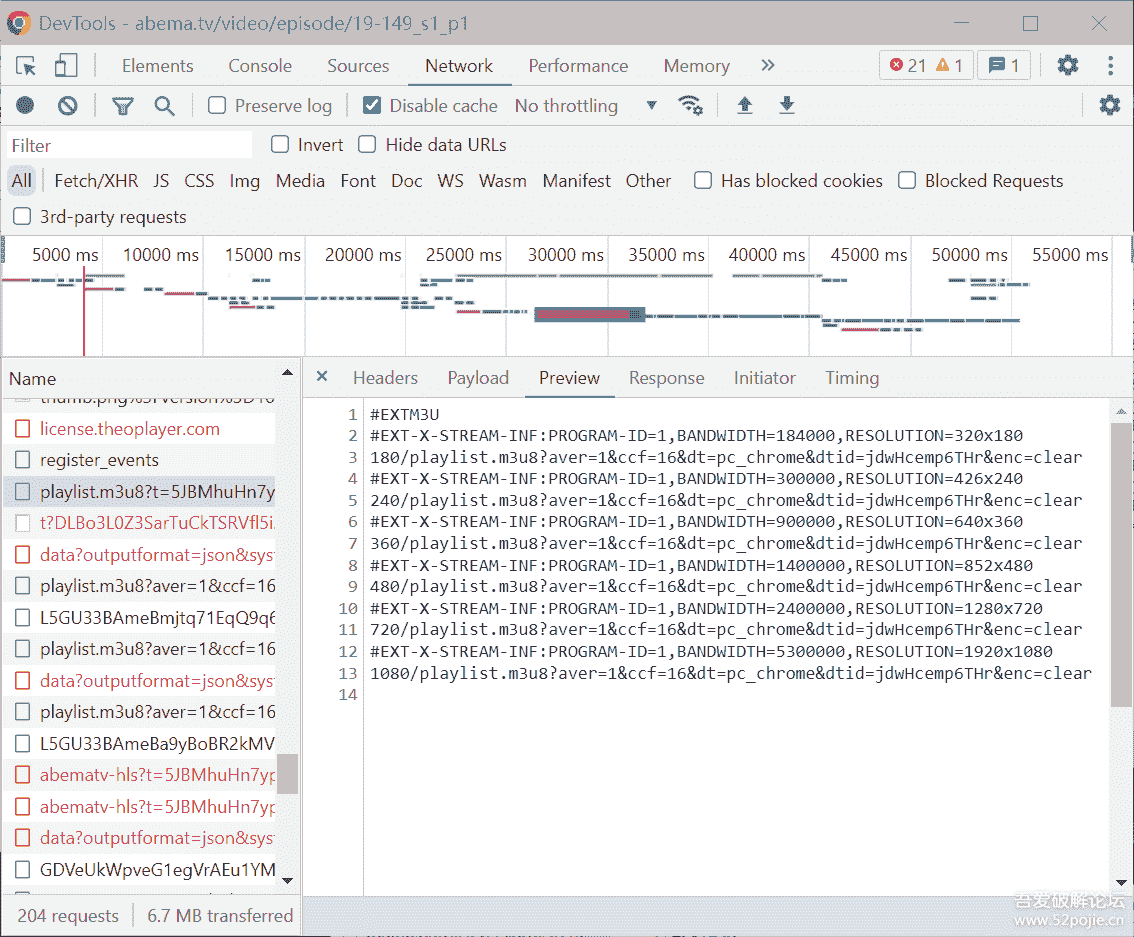 DevTools - abema.tv/video/episode/19-149_s1_p1
Elements Console Sources Network Performance Memory » 21 1 1
Preserve log Disable cache No throttling
Filter Invert Hide data URLs
All Fetch/XHR JS CSS Img Media Font Doc WS Wasm Manifest Other Has blocked cookies Blocked Requests
3rd-party requests
5000 ms 10000 ms 15000 ms 20000 ms 25000 ms 30000 ms 35000 ms 40000 ms 45000 ms 50000 ms 55000 ms
Name
license.theoplayer.com
register_events
playlist.m3u8?t=5JBMhuHn7y
t?DLBo3L0Z3SarTuCkTSRVfl5i
data?outputformat=json&sys
playlist.m3u8?aver=1&ccf=16
L5GU33BAmeBmjtq71EqQ9q6
playlist.m3u8?aver=1&ccf=16
data?outputformat=json&sys
playlist.m3u8?aver=1&ccf=16
L5GU33BAmeBa9yBoBR2kMV
abematv-hls?t=5JBMhuHn7yp
abematv-hls?t=5JBMhuHn7yp
data?outputformat=json&sys
GDVeUkWpveG1egVrAEu1YM
204 requests 6.7 MB transferred
Headers Payload Preview Response Initiator Timing
1 #EXTM3U
2 #EXT-X-STREAM-INF:PROGRAM-ID=1,BANDWIDTH=184000,RESOLUTION=320x180
3 180/playlist.m3u8?aver=1&ccf=16&dt=pc_chrome&dtid=jdwHcemp6THr&enc=clear
4 #EXT-X-STREAM-INF:PROGRAM-ID=1,BANDWIDTH=300000,RESOLUTION=426x240
5 240/playlist.m3u8?aver=1&ccf=16&dt=pc_chrome&dtid=jdwHcemp6THr&enc=clear
6 #EXT-X-STREAM-INF:PROGRAM-ID=1,BANDWIDTH=900000,RESOLUTION=640x360
7 360/playlist.m3u8?aver=1&ccf=16&dt=pc_chrome&dtid=jdwHcemp6THr&enc=clear
8 #EXT-X-STREAM-INF:PROGRAM-ID=1,BANDWIDTH=1400000,RESOLUTION=852x480
9 480/playlist.m3u8?aver=1&ccf=16&dt=pc_chrome&dtid=jdwHcemp6THr&enc=clear
10 #EXT-X-STREAM-INF:PROGRAM-ID=1,BANDWIDTH=2400000,RESOLUTION=1280x720
11 720/playlist.m3u8?aver=1&ccf=16&dt=pc_chrome&dtid=jdwHcemp6THr&enc=clear
12 #EXT-X-STREAM-INF:PROGRAM-ID=1,BANDWIDTH=5300000,RESOLUTION=1920x1080
13 1080/playlist.m3u8?aver=1&ccf=16&dt=pc_chrome&dtid=jdwHcemp6THr&enc=clear
14
吾爱破解论坛
www.52pojie.cn